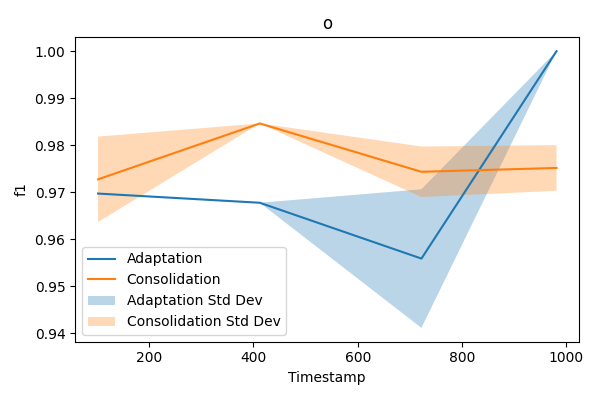 o
1.00
0.99
0.98
0.97
0.96
0.95
0.94
f1
Adaptation
Consolidation
Adaptation Std Dev
Consolidation Std Dev
200
400
600
800
1000
Timestamp